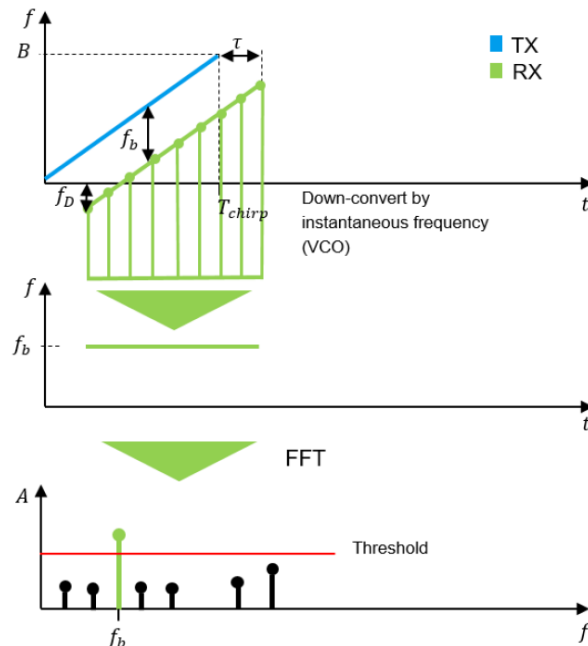 f
B
τ
TX
RX
f_b
f_D
T_chirp
t
Down-convert by
instantaneous frequency
(VCO)
f
f_b
t
FFT
A
Threshold
f_b
f